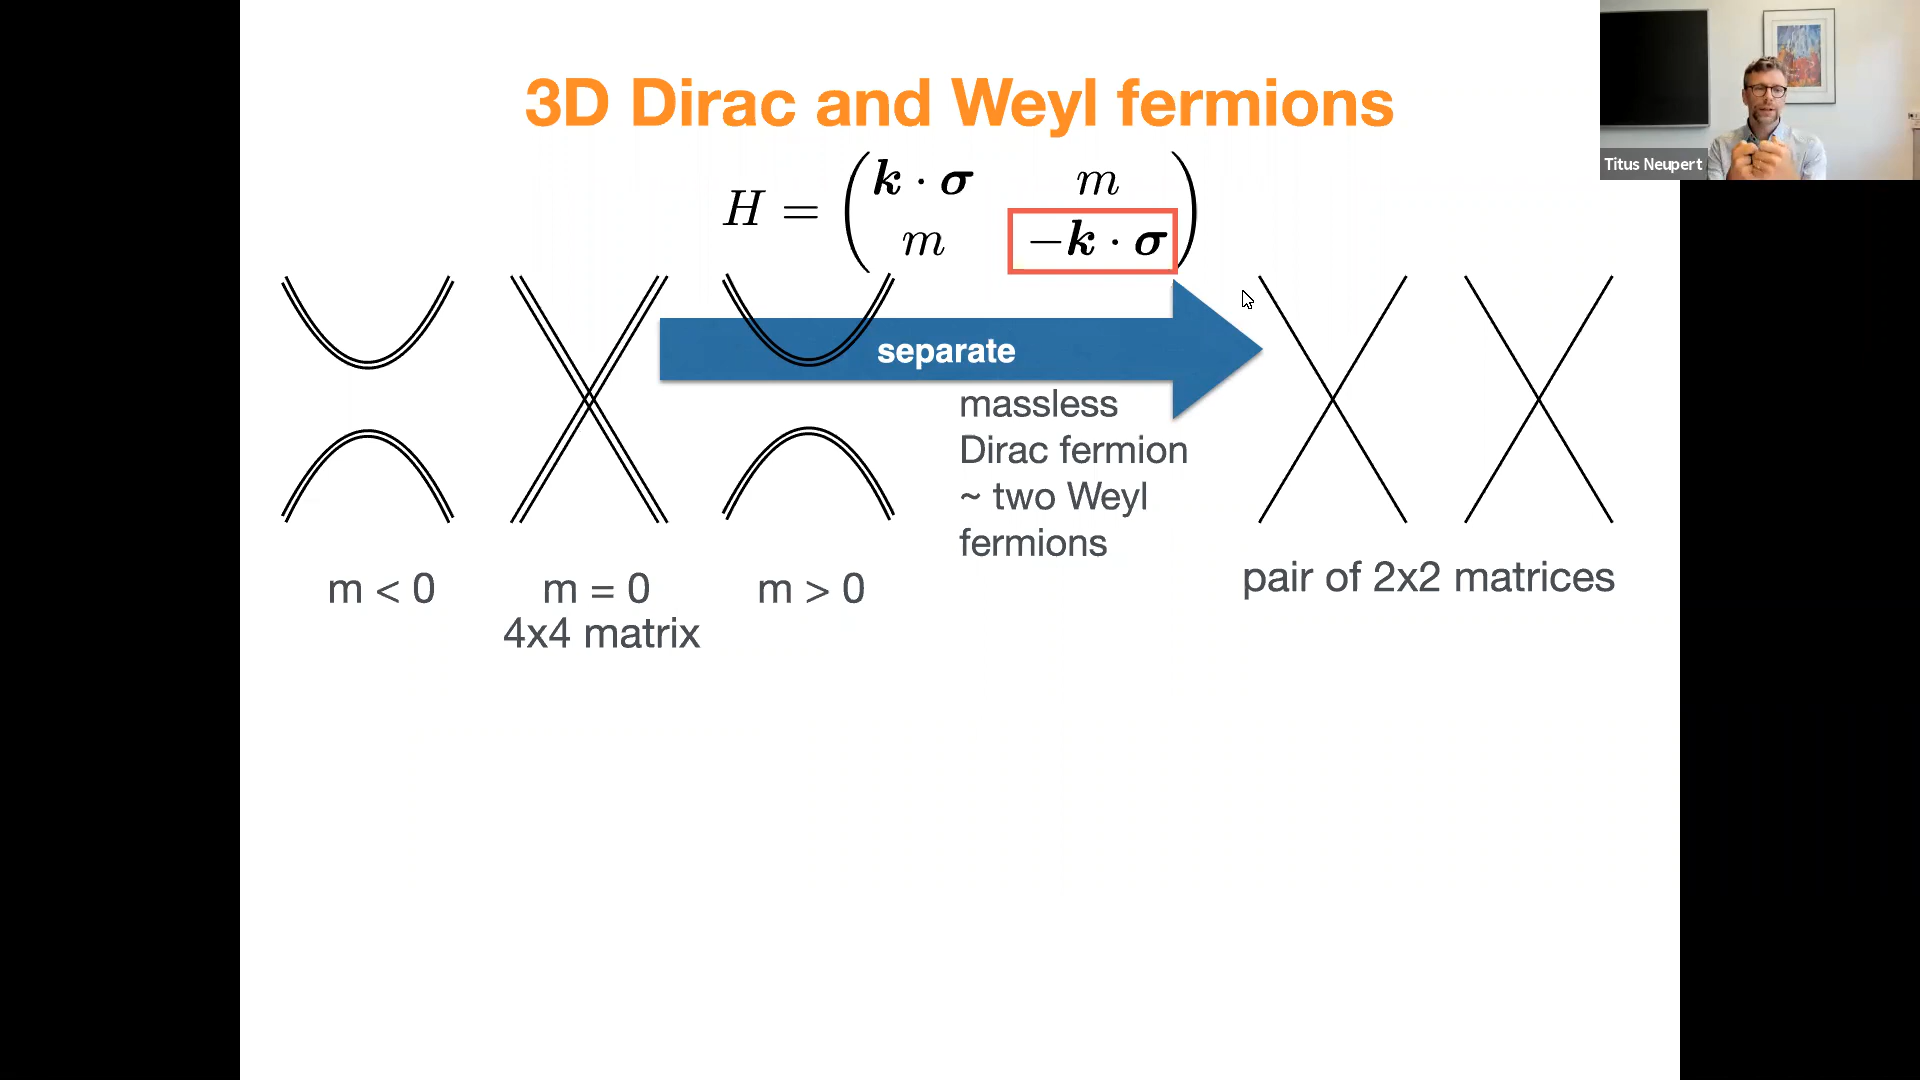 3D Dirac and Weyl fermions
H = ( k · σ m
m −k · σ )
separate
massless
Dirac fermion
~ two Weyl
fermions
m < 0
m = 0
m > 0
4x4 matrix
pair of 2x2 matrices
Titus Neupert